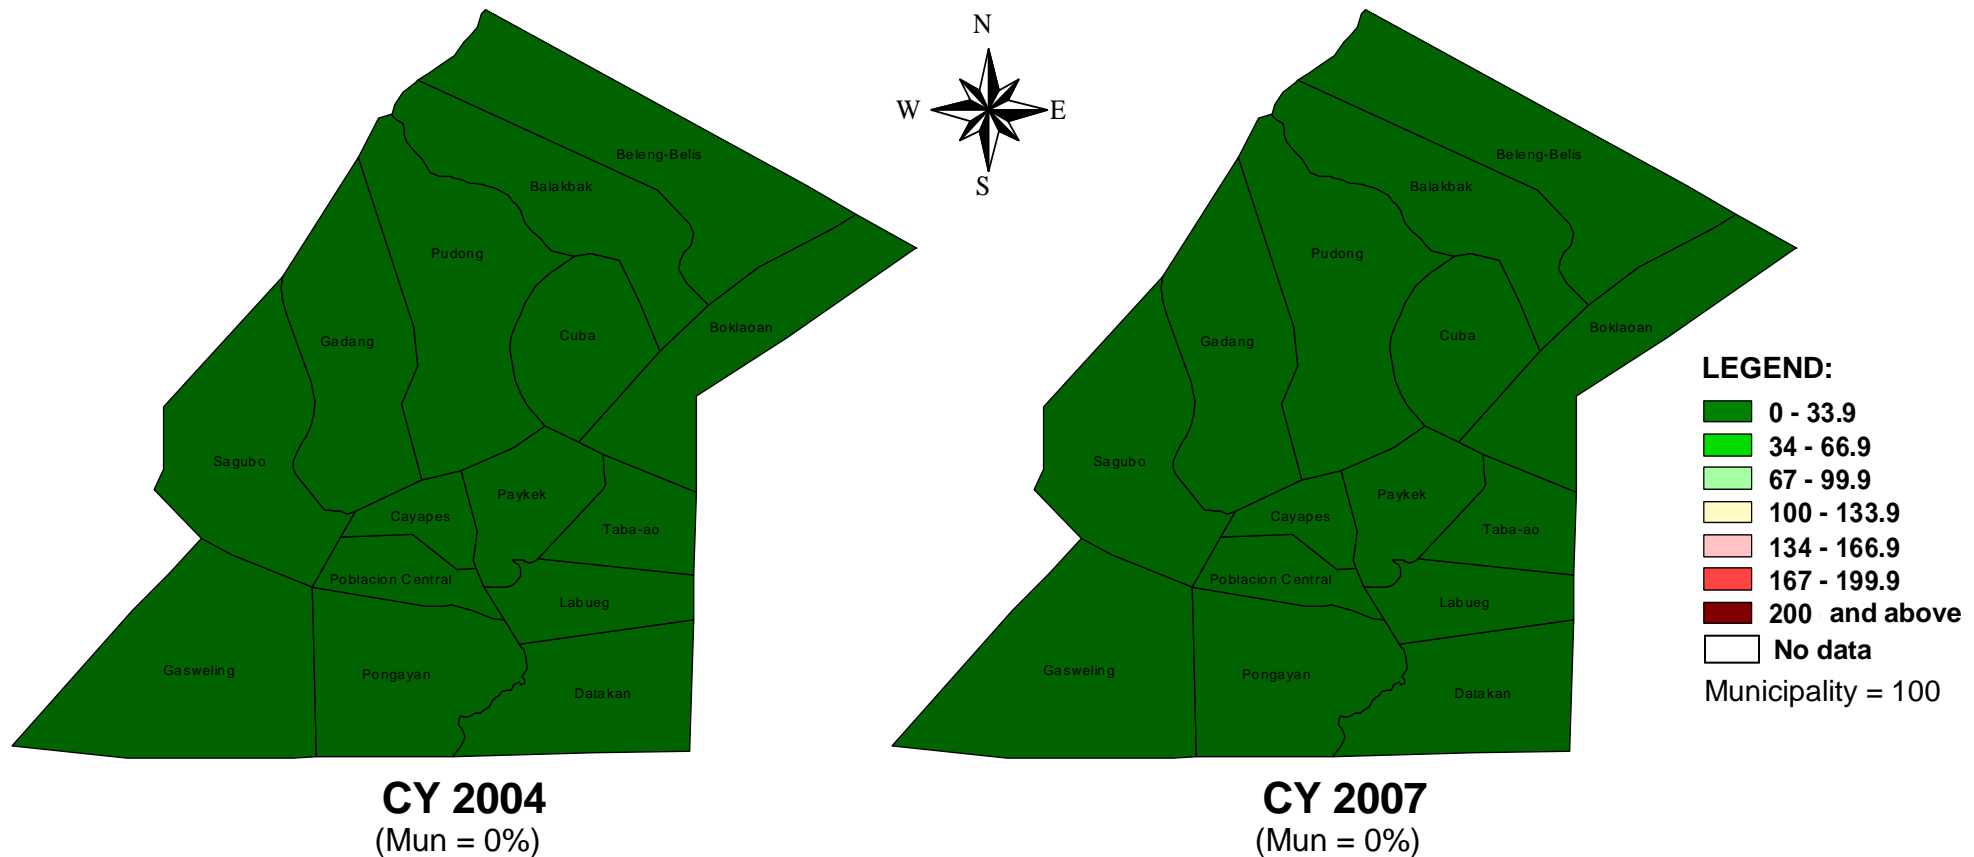 N
W
E
S
Beleng-Belis
Balakbak
Pudong
Boklaoan
Cuba
Gadang
Sagubo
Paykek
Cayapes
Taba-ao
Poblacion Central
Labueg
Gasweling
Pongayan
Datakan
CY 2004
(Mun = 0%)
Beleng-Belis
Balakbak
Pudong
Boklaoan
Cuba
Gadang
Sagubo
Paykek
Cayapes
Taba-ao
Poblacion Central
Labueg
Gasweling
Pongayan
Datakan
CY 2007
(Mun = 0%)
LEGEND:
0 - 33.9
34 - 66.9
67 - 99.9
100 - 133.9
134 - 166.9
167 - 199.9
200 and above
No data
Municipality = 100